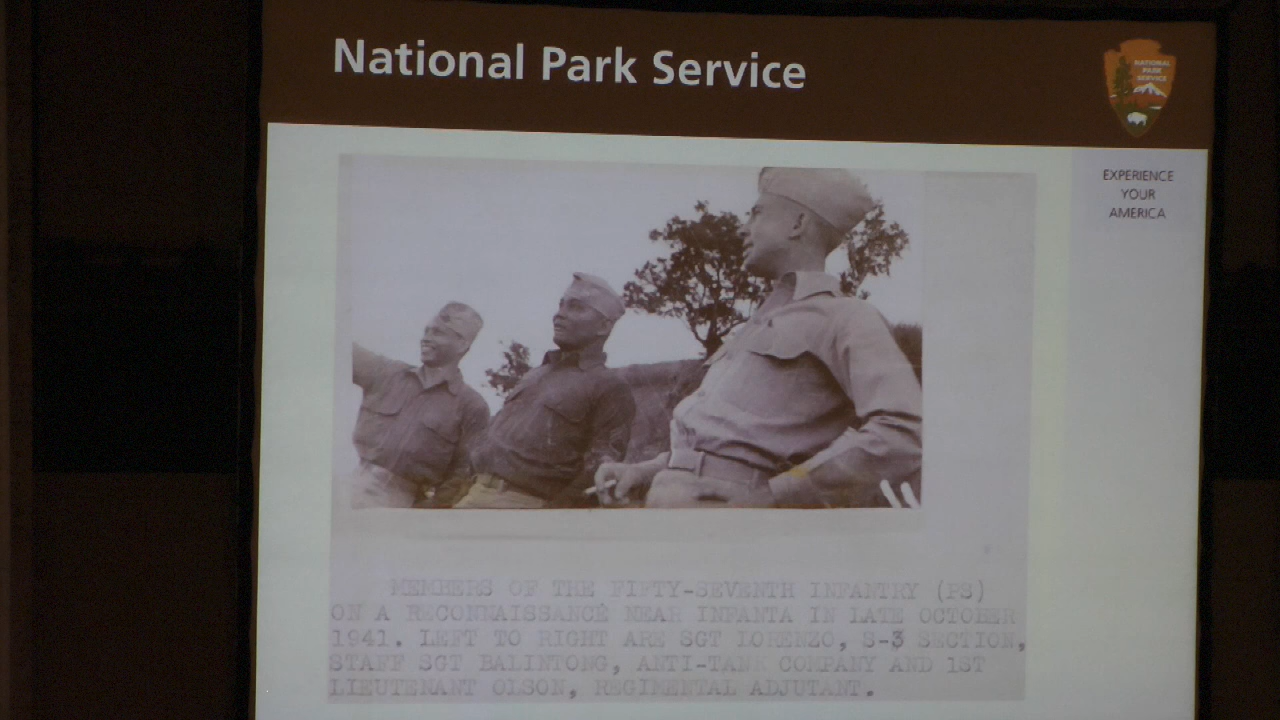 National Park Service
NATIONAL
PARK
SERVICE
EXPERIENCE
YOUR
AMERICA
MEMBERS OF THE FIFTY-SEVENTH INFANTRY (PS)
ON A RECONNAISSANCE NEAR INFANTA IN LATE OCTOBER
1941. LEFT TO RIGHT ARE SGT LORENZO, S-3 SECTION,
STAFF SGT BALINTONG, ANTI-TANK COMPANY AND 1ST
LIEUTENANT OLSON, REGIMENTAL ADJUTANT.